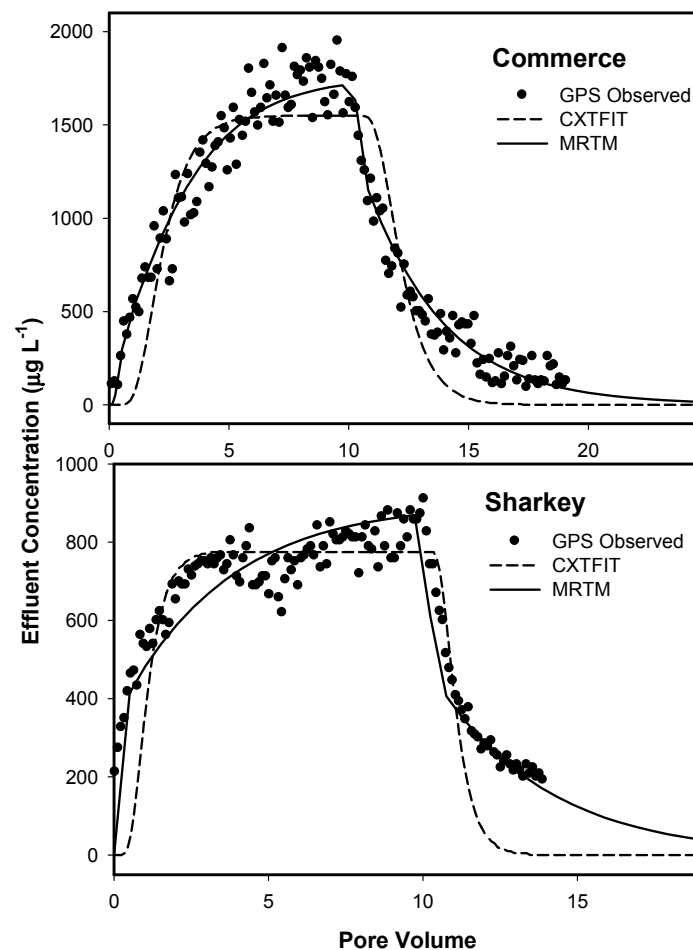 2000
1500
1000
500
0
0
5
10
15
20
Commerce
GPS Observed
CXTFIT
MRTM
Effluent Concentration (µg L-1)
1000
800
600
400
200
0
0
5
10
15
Sharkey
GPS Observed
CXTFIT
MRTM
Pore Volume